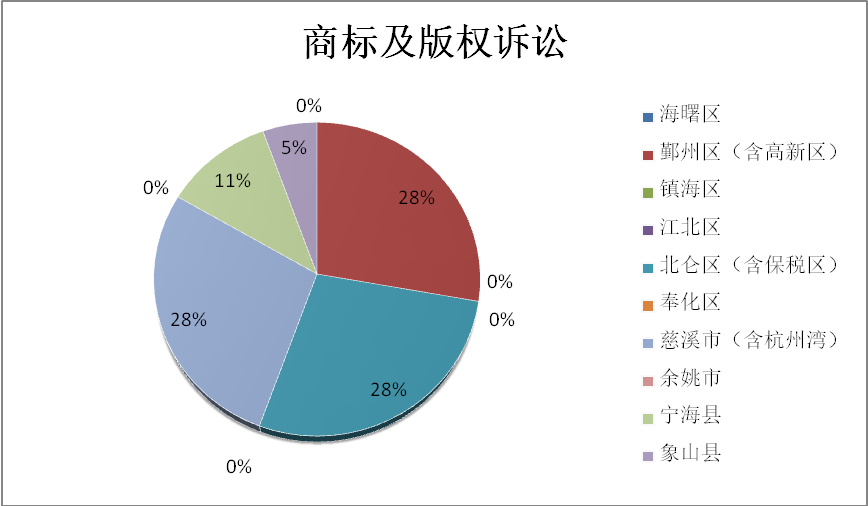 商标及版权诉讼
0%
5%
11%
0%
28%
0%
0%
28%
28%
0%
海曙区
鄞州区（含高新区）
镇海区
江北区
北仑区（含保税区）
奉化区
慈溪市（含杭州湾）
余姚市
宁海县
象山县